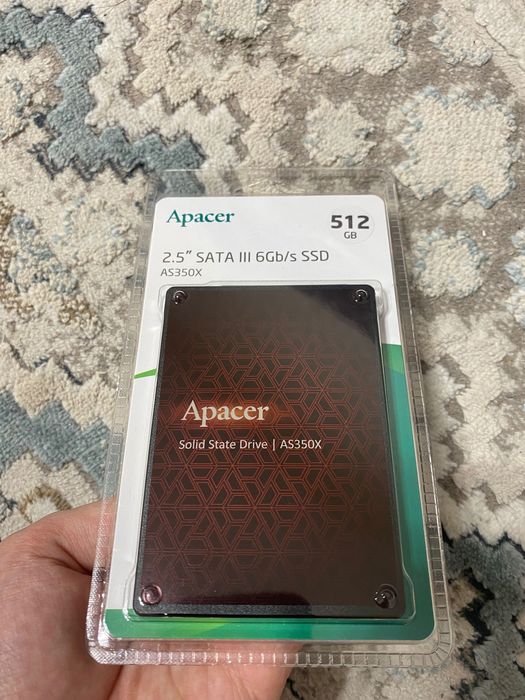 Apacer
512
GB
2.5" SATA III 6Gb/s SSD
AS350X
Apacer
Solid State Drive | AS350X